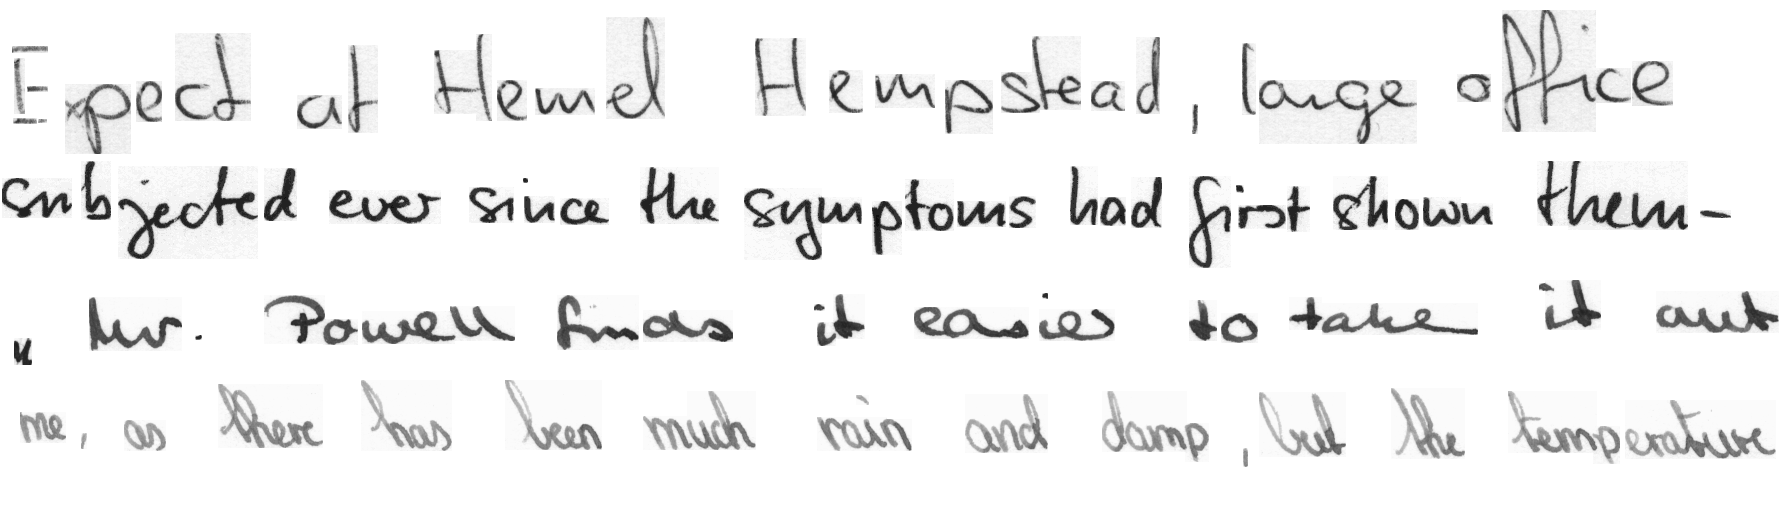 Expect at Hemel Hempstead, large office
subjected ever since the symptoms had first shown them-
" Mr. Powell finds it easier to take it out
me, as there has been much rain and damp, but the temperature